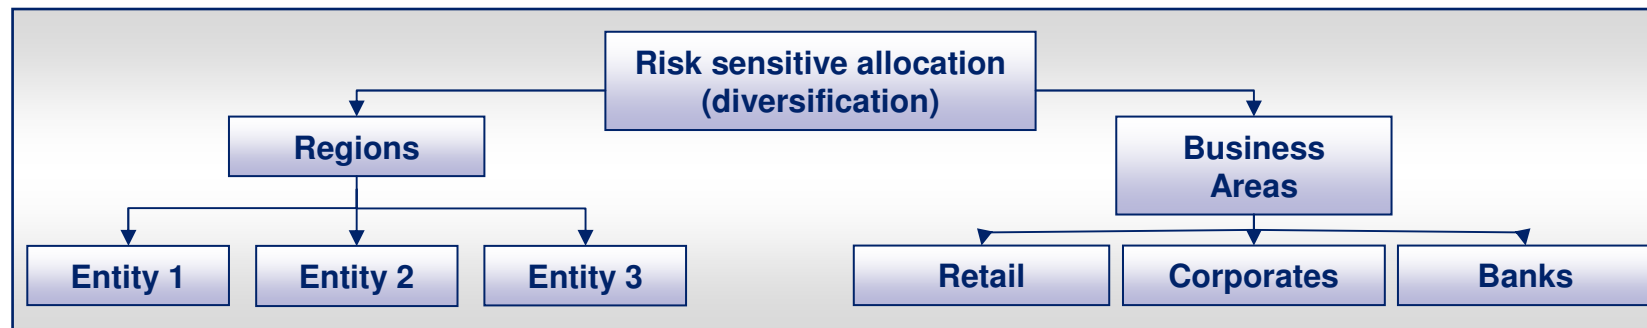 Risk sensitive allocation
(diversification)
Regions
Business
Areas
Entity 1
Entity 2
Entity 3
Retail
Corporates
Banks